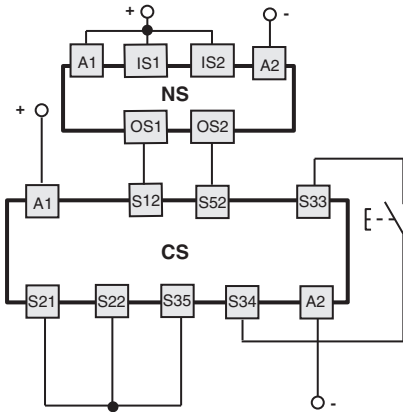 + -
A1 IS1 IS2 A2
NS
+ OS1 OS2
A1 S12 S52 S33
CS
S21 S22 S35 S34 A2
-